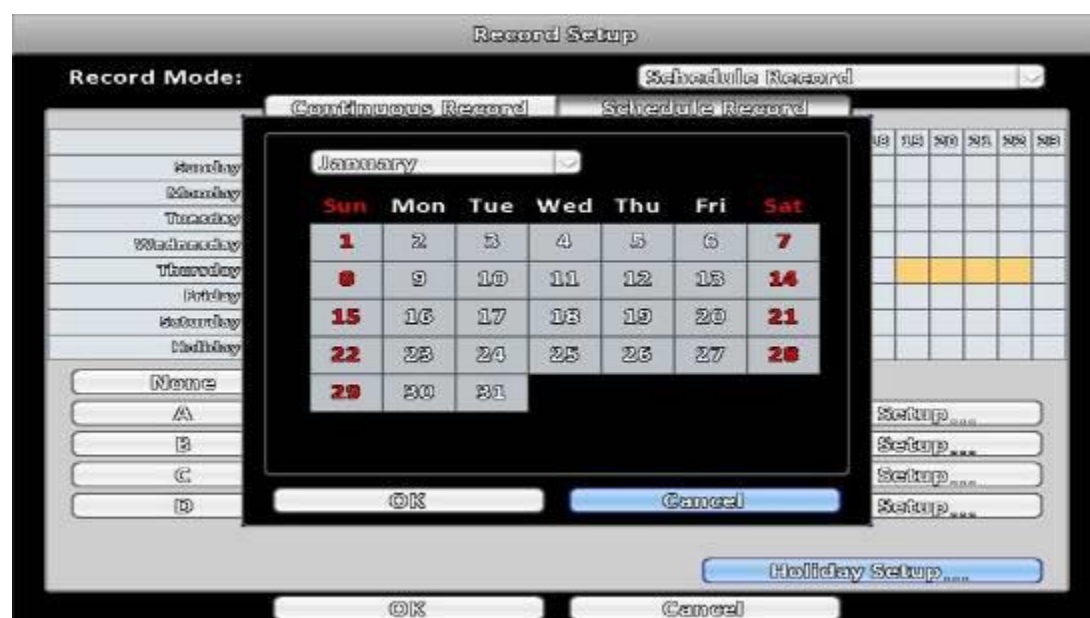 Record Setup
Record Mode: Schedule Record
Continuous Record Schedule Record
18 19 20 21 22 23
Sunday
Monday
Tuesday
Wednesday
Thursday
Friday
Saturday
Holiday
January
Sun Mon Tue Wed Thu Fri Sat
1 2 3 4 5 6 7
8 9 10 11 12 13 14
15 16 17 18 19 20 21
22 23 24 25 26 27 28
29 30 31
None
A Setup...
B Setup...
C Setup...
D Setup...
OK Cancel
Holiday Setup...
OK Cancel